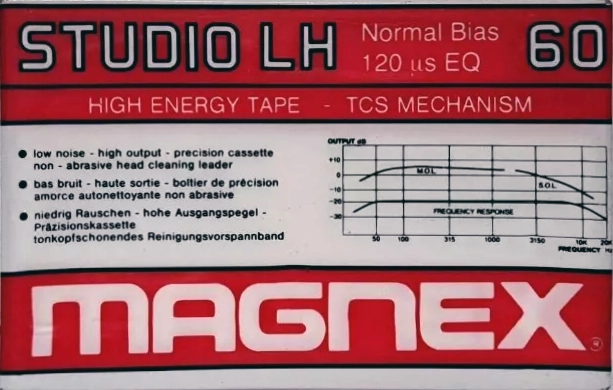 STUDIO LH Normal Bias 120 µs EQ 60
HIGH ENERGY TAPE - TCS MECHANISM
● low noise - high output - precision cassette
non - abrasive head cleaning leader
● bas bruit - haute sortie - boîtier de précision
amorce autonettoyante non abrasive
● niedrig Rauschen - hohe Ausgangspegel -
Präzisionskassette
tonkopfschonendes Reinigungsvorspannband
OUTPUT dB
+10
0
-10
-20
-30
M.O.L.
S.O.L.
FREQUENCY RESPONSE
50 100 315 1000 3150 10K 20K
FREQUENCY Hz
MAGNEX